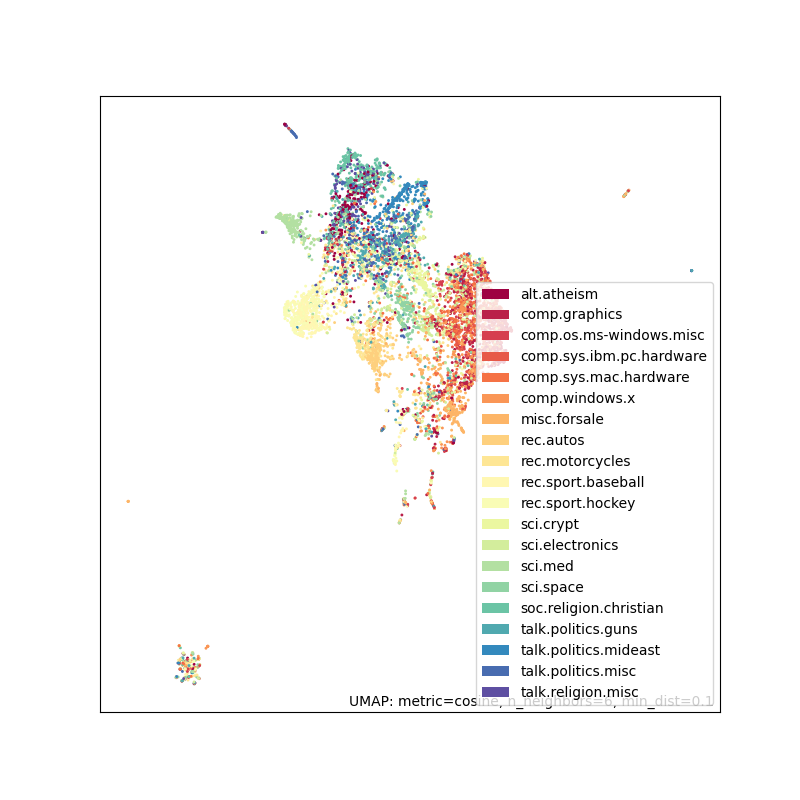 alt.atheism
comp.graphics
comp.os.ms-windows.misc
comp.sys.ibm.pc.hardware
comp.sys.mac.hardware
comp.windows.x
misc.forsale
rec.autos
rec.motorcycles
rec.sport.baseball
rec.sport.hockey
sci.crypt
sci.electronics
sci.med
sci.space
soc.religion.christian
talk.politics.guns
talk.politics.mideast
talk.politics.misc
talk.religion.misc
UMAP: metric=cosine, n_neighbors=6, min_dist=0.1